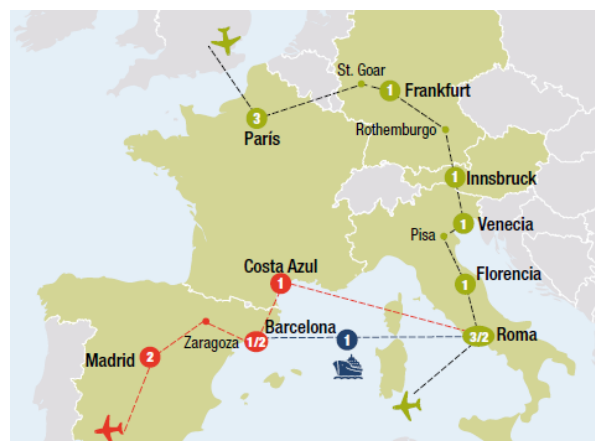 St. Goar
1 Frankfurt
3
París
Rothemburgo
1 Innsbruck
1 Venecia
Pisa
Costa Azul
1
1 Florencia
Barcelona
Zaragoza 1/2
1
3/2 Roma
Madrid 2